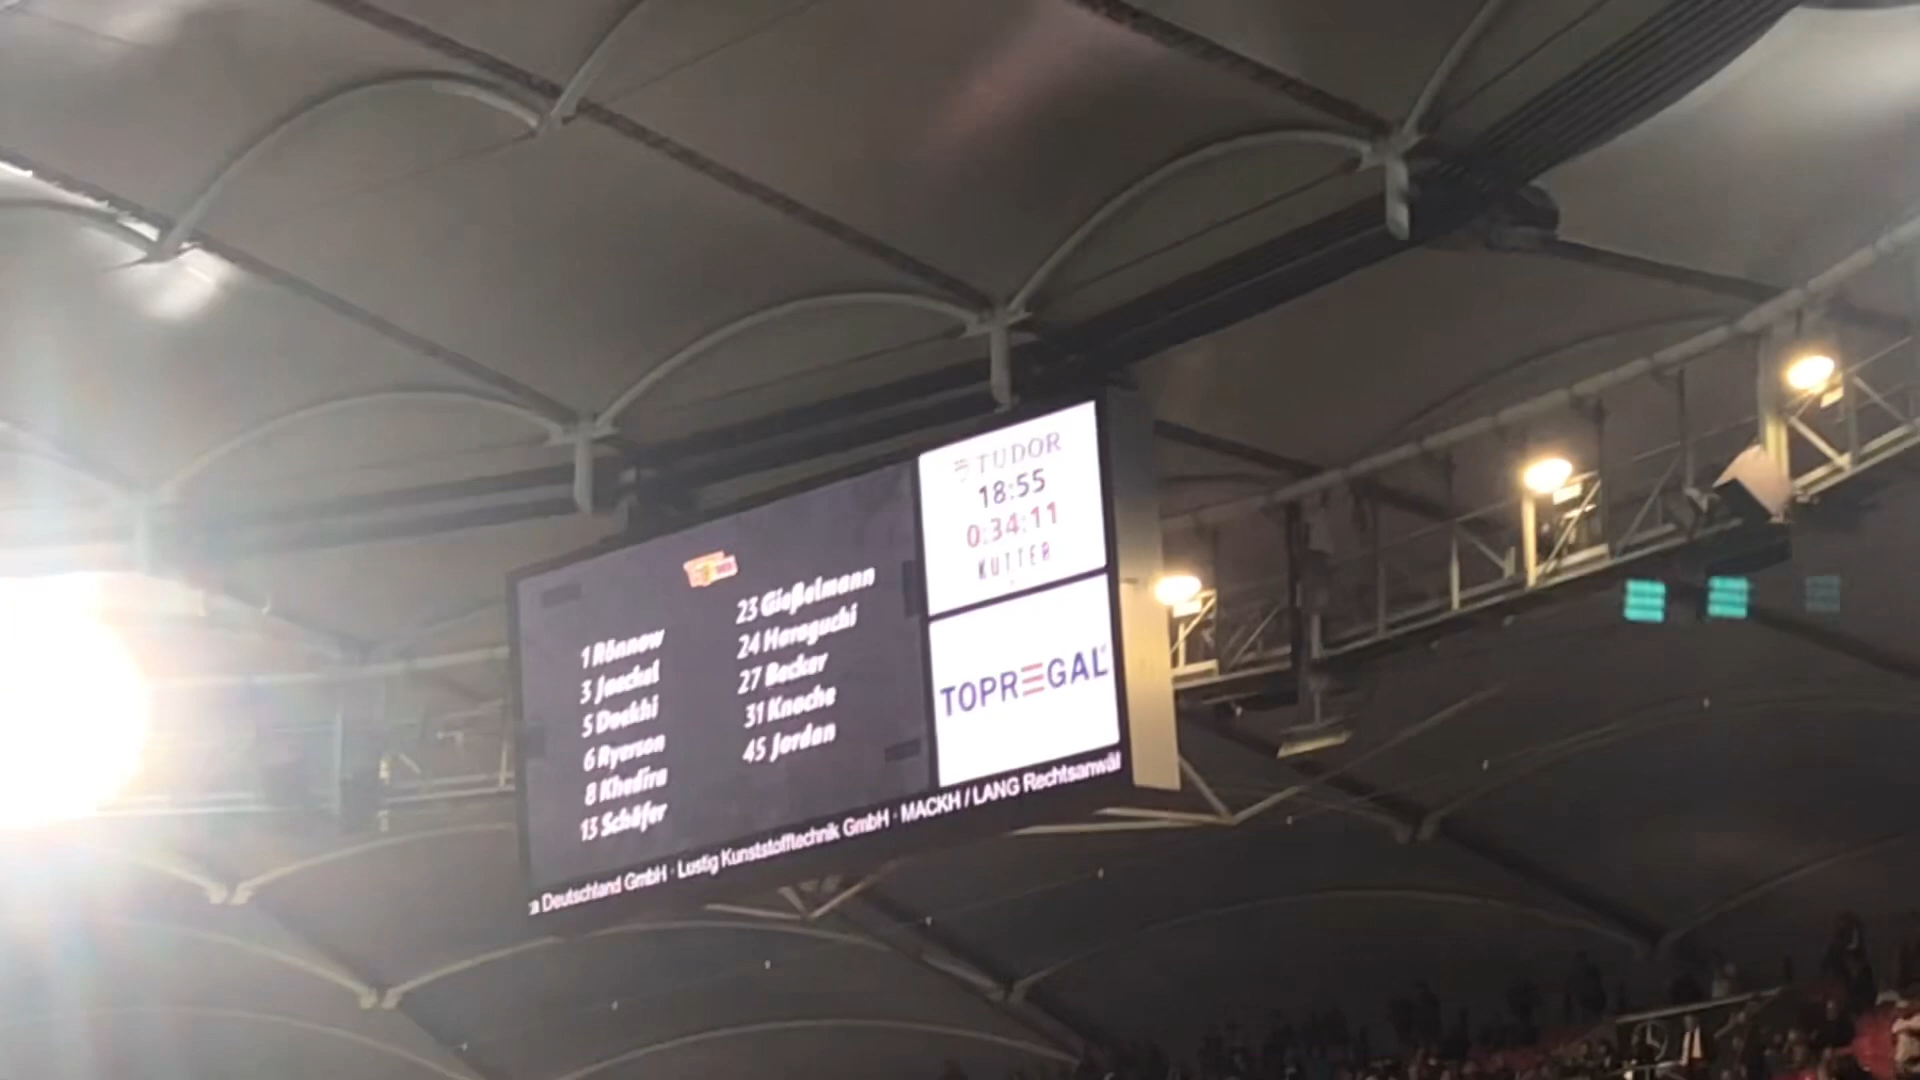 1 Rönnow
3 Jaeckel
5 Doekhi
6 Ryerson
8 Khedira
13 Schäfer
23 Gießelmann
24 Haraguchi
27 Becker
31 Knoche
45 Jordan
TUDOR
18:55
0:34:11
KUTTER
TOPREGAL
a Deutschland GmbH · Lustig Kunststofftechnik GmbH · MACKH / LANG Rechtsanwäl